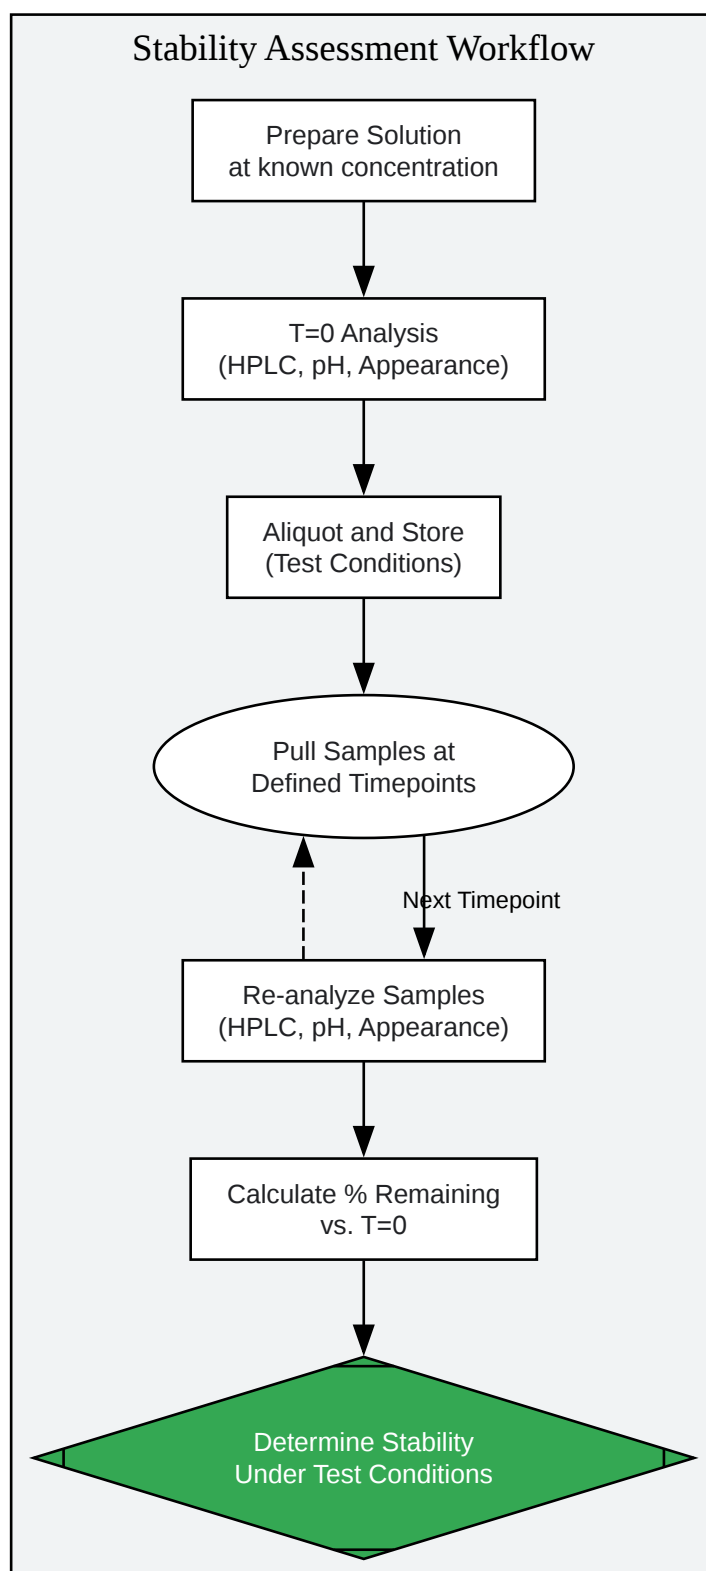 Stability Assessment Workflow
Prepare Solution
at known concentration
T=0 Analysis
(HPLC, pH, Appearance)
Aliquot and Store
(Test Conditions)
Pull Samples at
Defined Timepoints
Next Timepoint
Re-analyze Samples
(HPLC, pH, Appearance)
Calculate % Remaining
vs. T=0
Determine Stability
Under Test Conditions